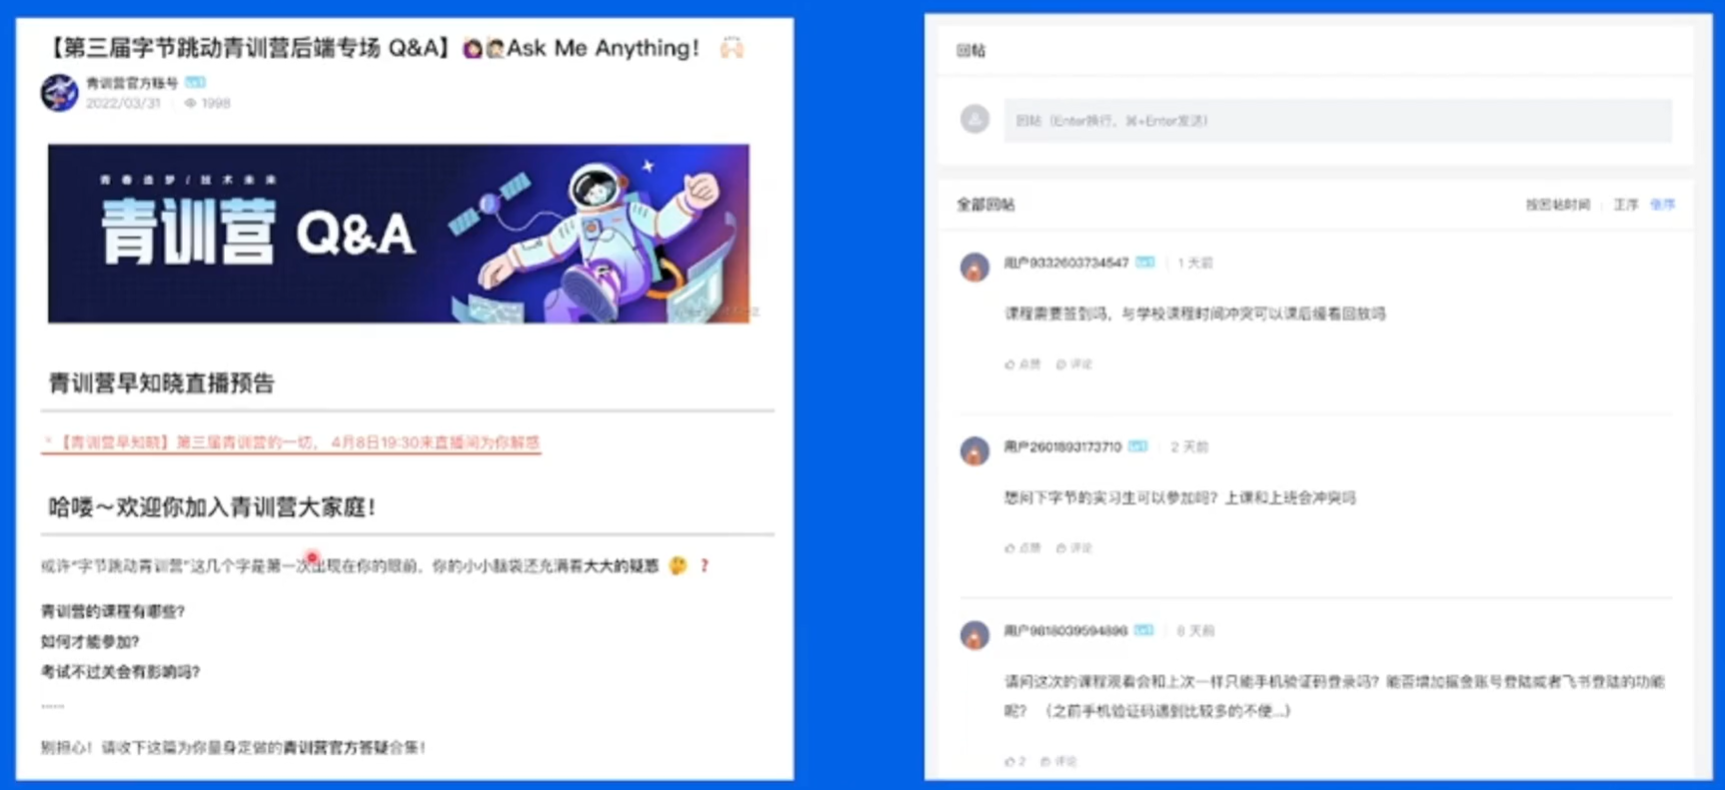 【第三届字节跳动青训营后端专场 Q&A】🙆🏻‍♀️🙋🏻Ask Me Anything! 🙌🏻
青训营官方账号
2022/03/31 1998
青春追梦/技术未来
青训营 Q&A
青训营早知晓直播预告
【青训营早知晓】第三届青训营的一切，4月8日19:30来直播间为你解惑
哈喽～欢迎你加入青训营大家庭！
或许“字节跳动青训营”这几个字是第一次出现在你的眼前，你的小小脑袋还充满着大大的疑惑 🤔 ❓
青训营的课程有哪些？
如何才能参加？
考试不过关会有影响吗？
......
别担心！请收下这篇为你量身定做的青训营官方答疑合集！
回帖
回帖（Enter换行，⌘+Enter发送）
全部回帖
按回帖时间 | 正序 倒序
用户9332603734547 | 1 天前
课程需要签到吗，与学校课程时间冲突可以课后缓看回放吗
点赞 评论
用户2601893173710 | 2 天前
想问下字节的实习生可以参加吗？上课和上班会冲突吗
点赞 评论
用户9818039594896 | 8 天前
请问这次的课程观看会和上次一样只能手机验证码登录吗？能否增加掘金账号登陆或者飞书登陆的功能
呢？（之前手机验证码遇到比较多的不便...）
2 评论